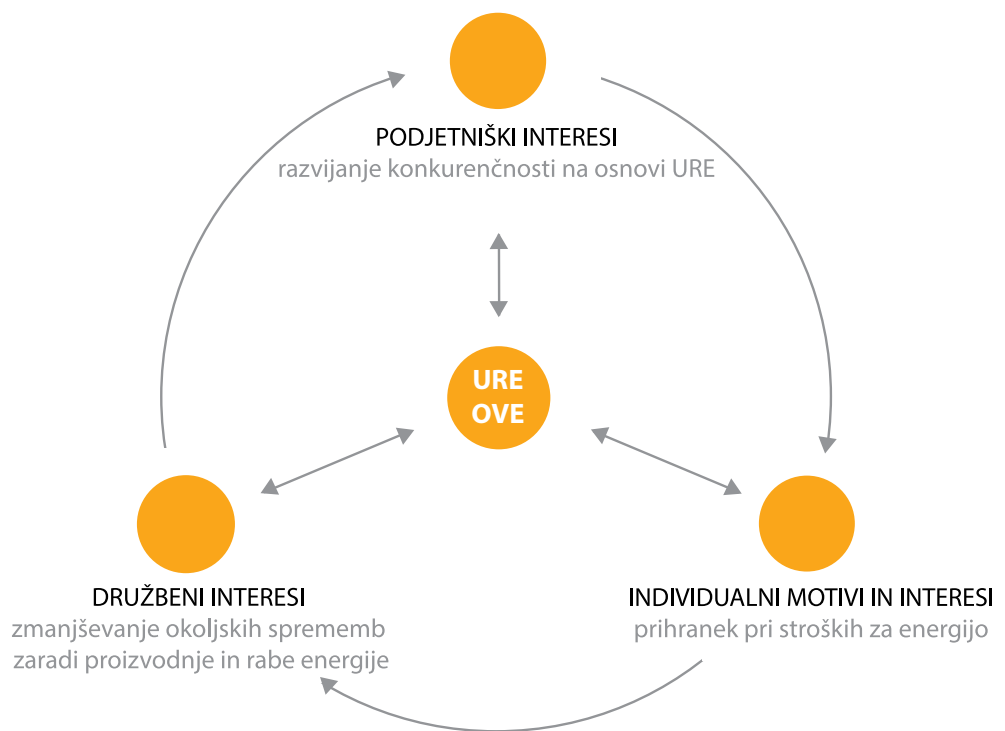 PODJETNIŠKI INTERESI
razvijanje konkurenčnosti na osnovi URE
URE
OVE
DRUŽBENI INTERESI
zmanjševanje okoljskih sprememb
zaradi proizvodnje in rabe energije
INDIVIDUALNI MOTIVI IN INTERESI
prihranek pri stroških za energijo